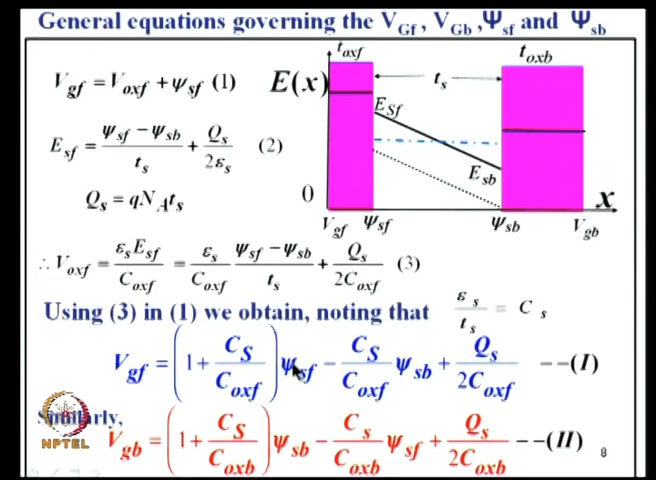 General equations governing the V_Gf, V_Gb, Ψ_sf and Ψ_sb
V_gf = V_oxf + ψ_sf (1)
E_sf = (ψ_sf − ψ_sb)/t_s + Q_s/(2ε_s) (2)
Q_s = qN_A t_s
t_oxf
t_oxb
E(x)
t_s
E_Sf
E_sb
0
x
V_gf ψ_sf ψ_sb V_gb
∴ V_oxf = ε_s E_sf/C_oxf = (ε_s/C_oxf) (ψ_sf − ψ_sb)/t_s + Q_s/(2C_oxf) (3)
Using (3) in (1) we obtain, noting that ε_s/t_s = C_s
V_gf = (1 + C_S/C_oxf) ψ_sf − (C_S/C_oxf) ψ_sb + Q_s/(2C_oxf) −−(I)
Similarly,
V_gb = (1 + C_S/C_oxb) ψ_sb − (C_s/C_oxb) ψ_sf + Q_s/(2C_oxb) −−(II)
NPTEL
8